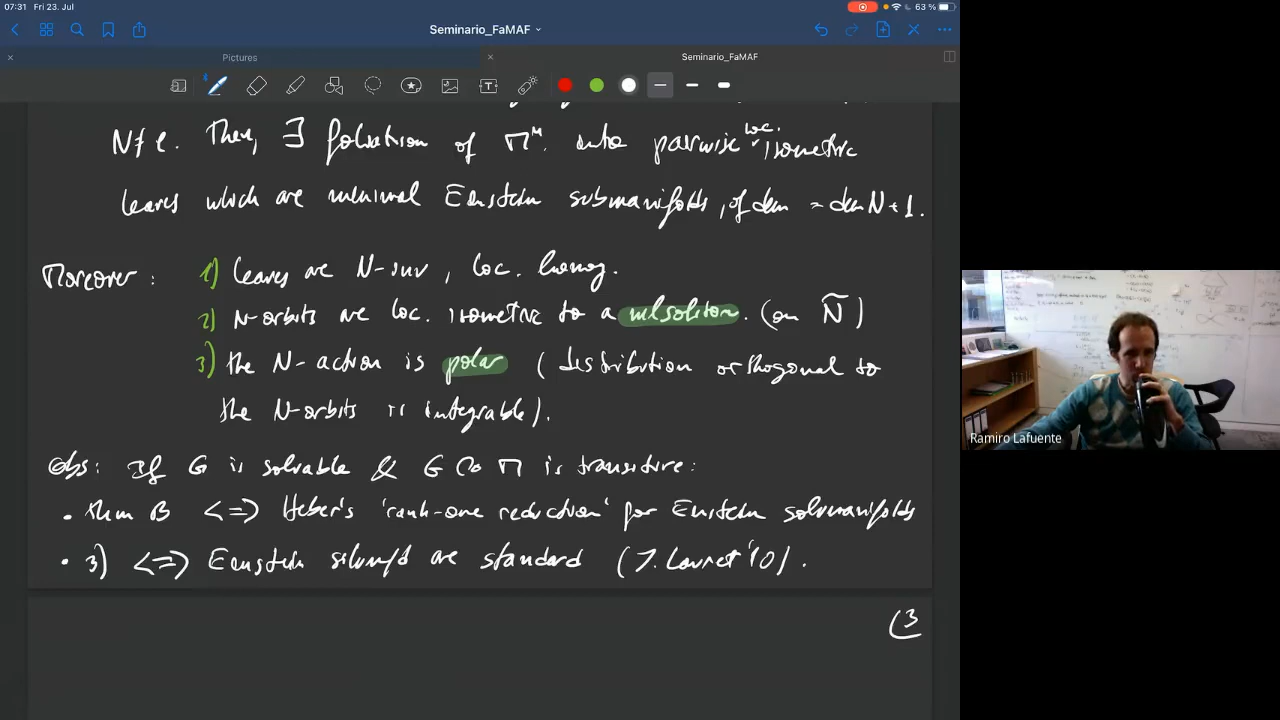 07:31 Fri 23. Jul
63 %
Seminario_FaMAF
Pictures
Seminario_FaMAF
N ≠ e. Then, ∃ foliation of M^n into pairwise loc. isometric
leaves which are minimal Einstein submanifolds, of dim = dim N + 1.
Moreover: 1) leaves are N-inv, loc. homog.
2) N-orbits are loc. isometric to a nilsoliton. (on Ñ)
3) the N-action is polar (distribution orthogonal to
the N-orbits is integrable).
Obs: If G is solvable & G ↷ M is transitive:
• thm B <=> Heber's 'rank-one reduction' for Einstein solvmanifolds
• 3) <=> Einstein solvmfd are standard (J. Lauret '10).
(3
Ramiro Lafuente